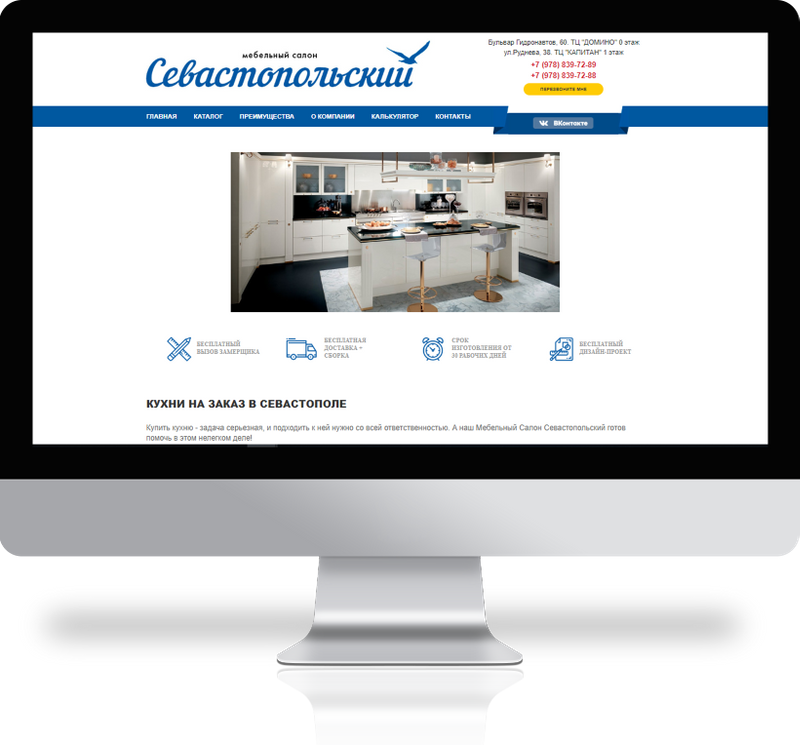 мебельный салон
Севастопольский
Бульвар Гидронавтов, 60. ТЦ "ДОМИНО" 0 этаж
ул.Руднева, 38. ТЦ "КАПИТАН" 1 этаж
+7 (978) 839-72-89
+7 (978) 839-72-88
ПЕРЕЗВОНИТЕ МНЕ
ГЛАВНАЯ КАТАЛОГ ПРЕИМУЩЕСТВА О КОМПАНИИ КАЛЬКУЛЯТОР КОНТАКТЫ
ВКонтакте
БЕСПЛАТНЫЙ
ВЫЗОВ ЗАМЕРЩИКА
БЕСПЛАТНАЯ
ДОСТАВКА +
СБОРКА
СРОК
ИЗГОТОВЛЕНИЯ ОТ
30 РАБОЧИХ ДНЕЙ
БЕСПЛАТНЫЙ
ДИЗАЙН-ПРОЕКТ
КУХНИ НА ЗАКАЗ В СЕВАСТОПОЛЕ
Купить кухню - задача серьезная, и подходить к ней нужно со всей ответственностью. А наш Мебельный Салон Севастопольский готов
помочь в этом нелегком деле!